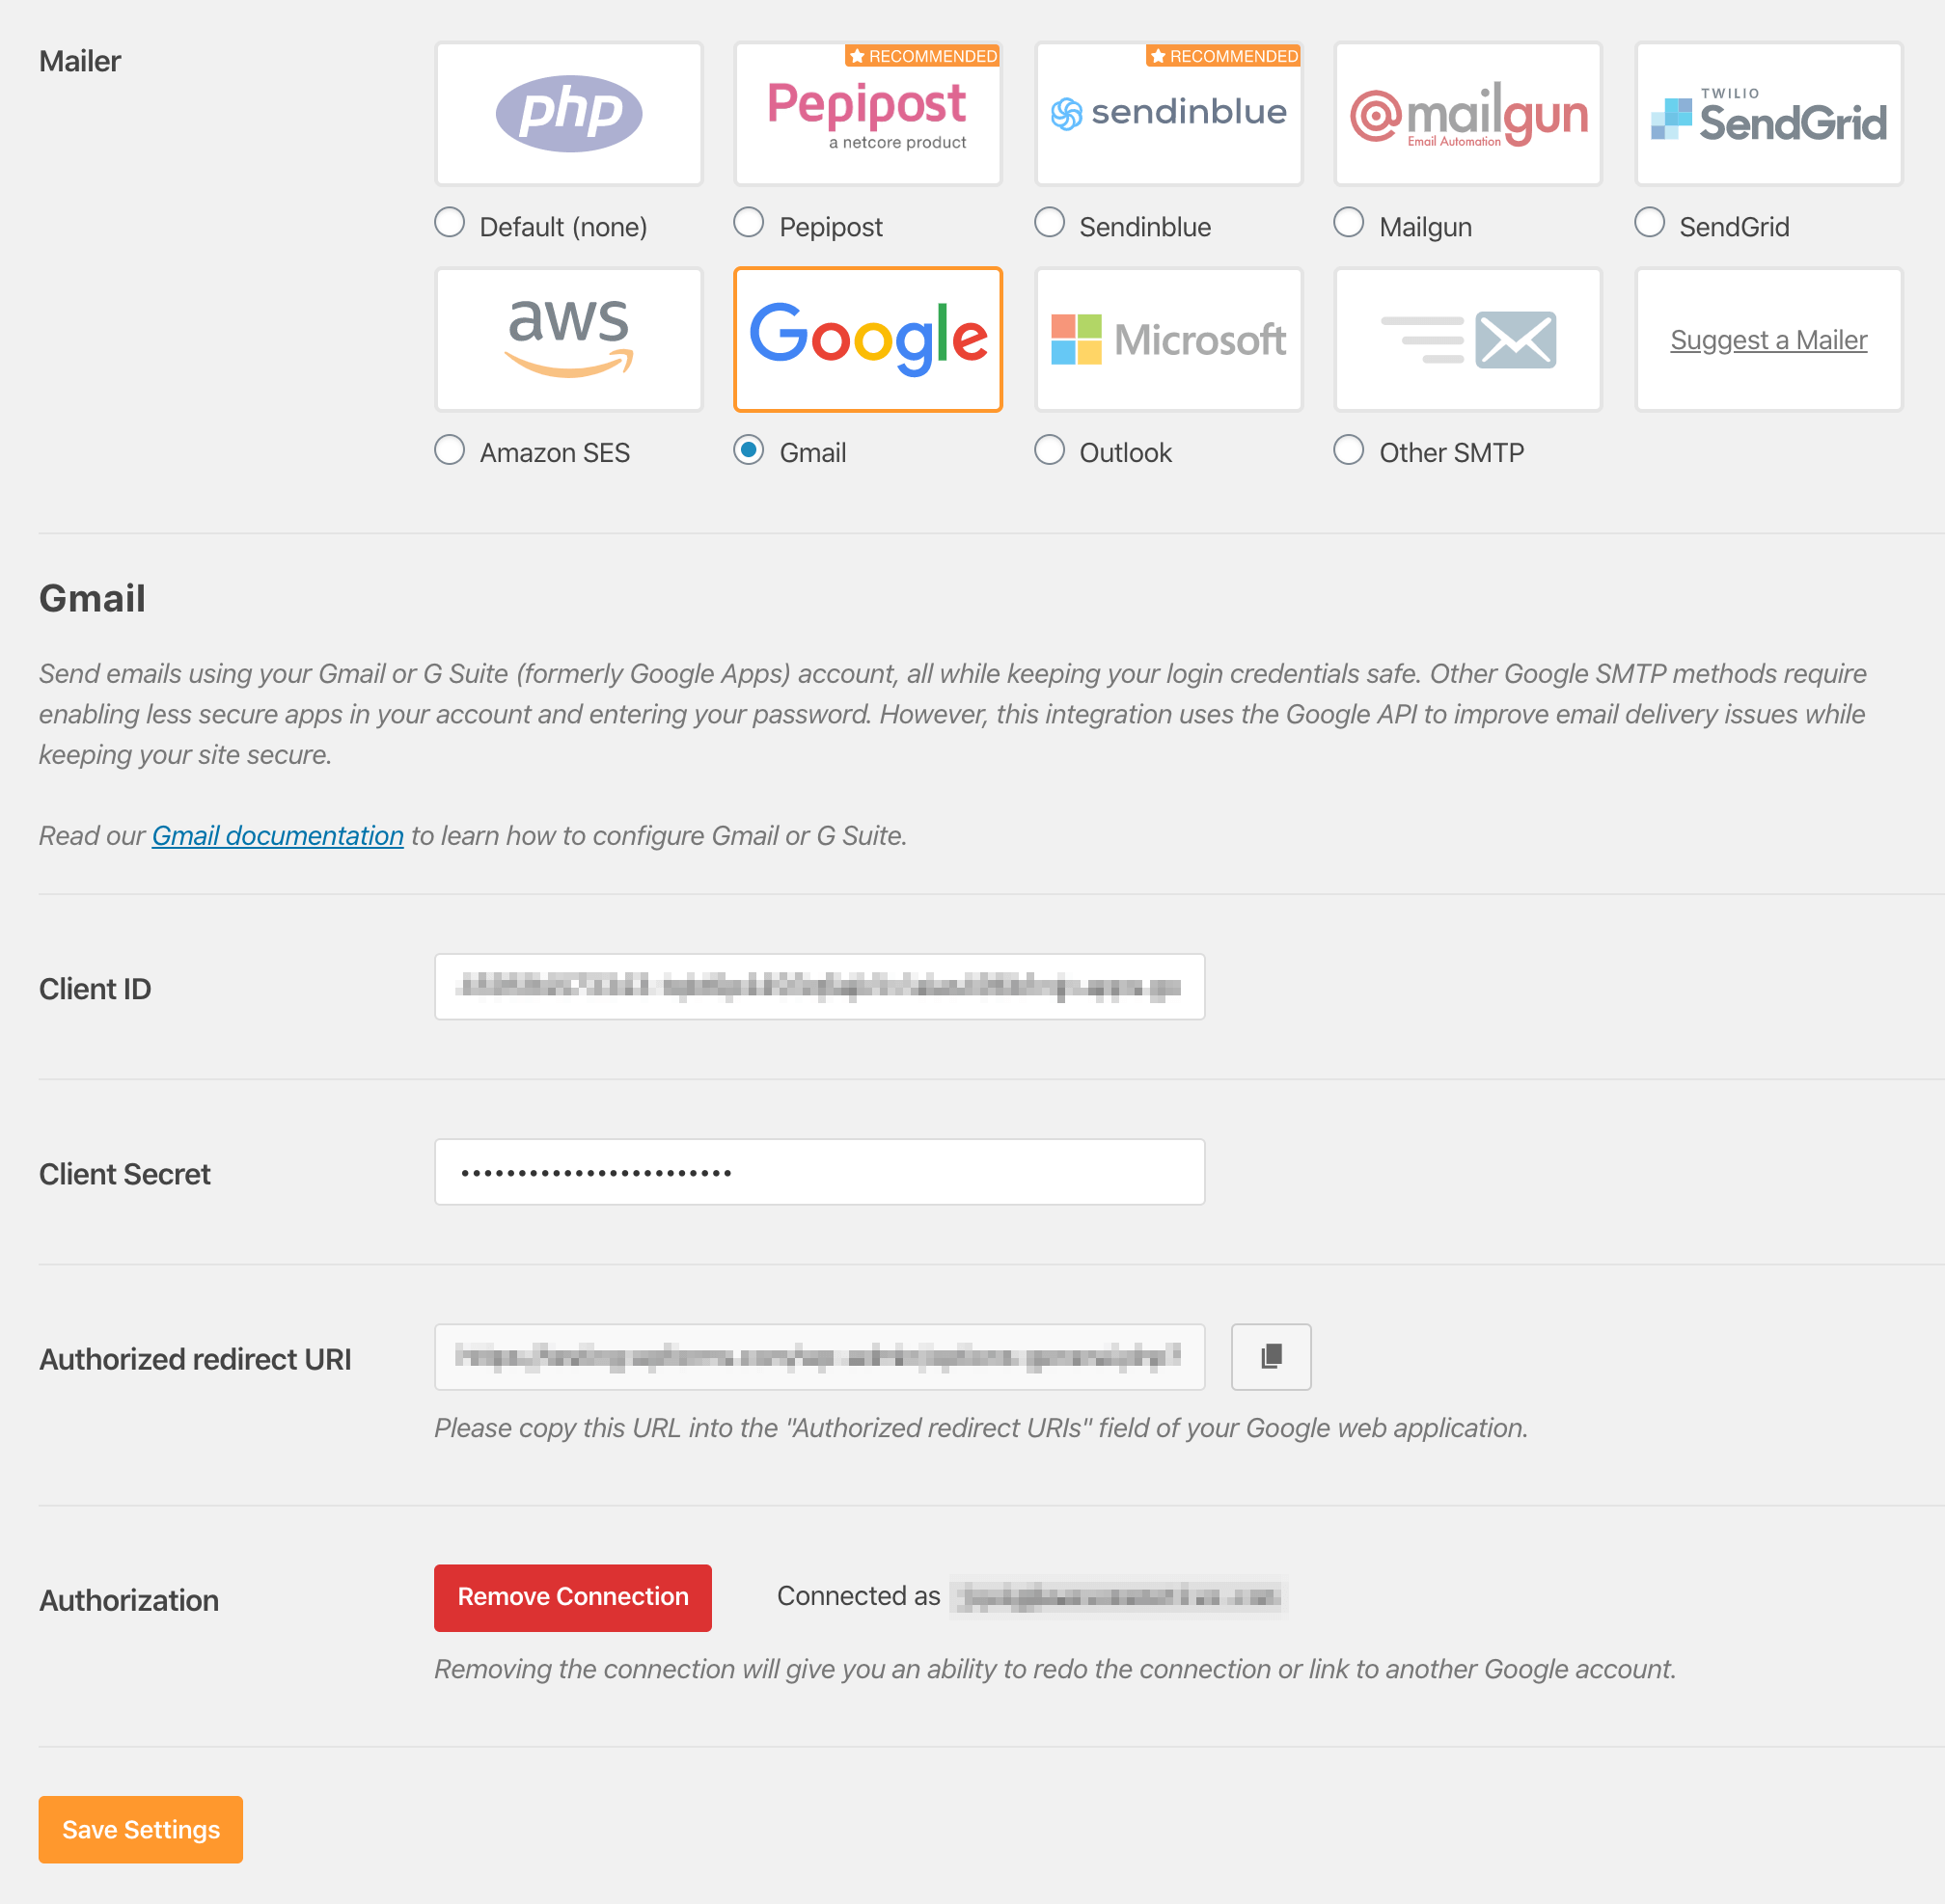 Mailer
php
RECOMMENDED
Pepipost
a netcore product
RECOMMENDED
sendinblue
@mailgun
Email Automation
TWILIO
SendGrid
Default (none)
Pepipost
Sendinblue
Mailgun
SendGrid
aws
Google
Microsoft
Suggest a Mailer
Amazon SES
Gmail
Outlook
Other SMTP
Gmail
Send emails using your Gmail or G Suite (formerly Google Apps) account, all while keeping your login credentials safe. Other Google SMTP methods require
enabling less secure apps in your account and entering your password. However, this integration uses the Google API to improve email delivery issues while
keeping your site secure.
Read our Gmail documentation to learn how to configure Gmail or G Suite.
Client ID
Client Secret
Authorized redirect URI
Please copy this URL into the "Authorized redirect URIs" field of your Google web application.
Authorization
Remove Connection
Connected as
Removing the connection will give you an ability to redo the connection or link to another Google account.
Save Settings